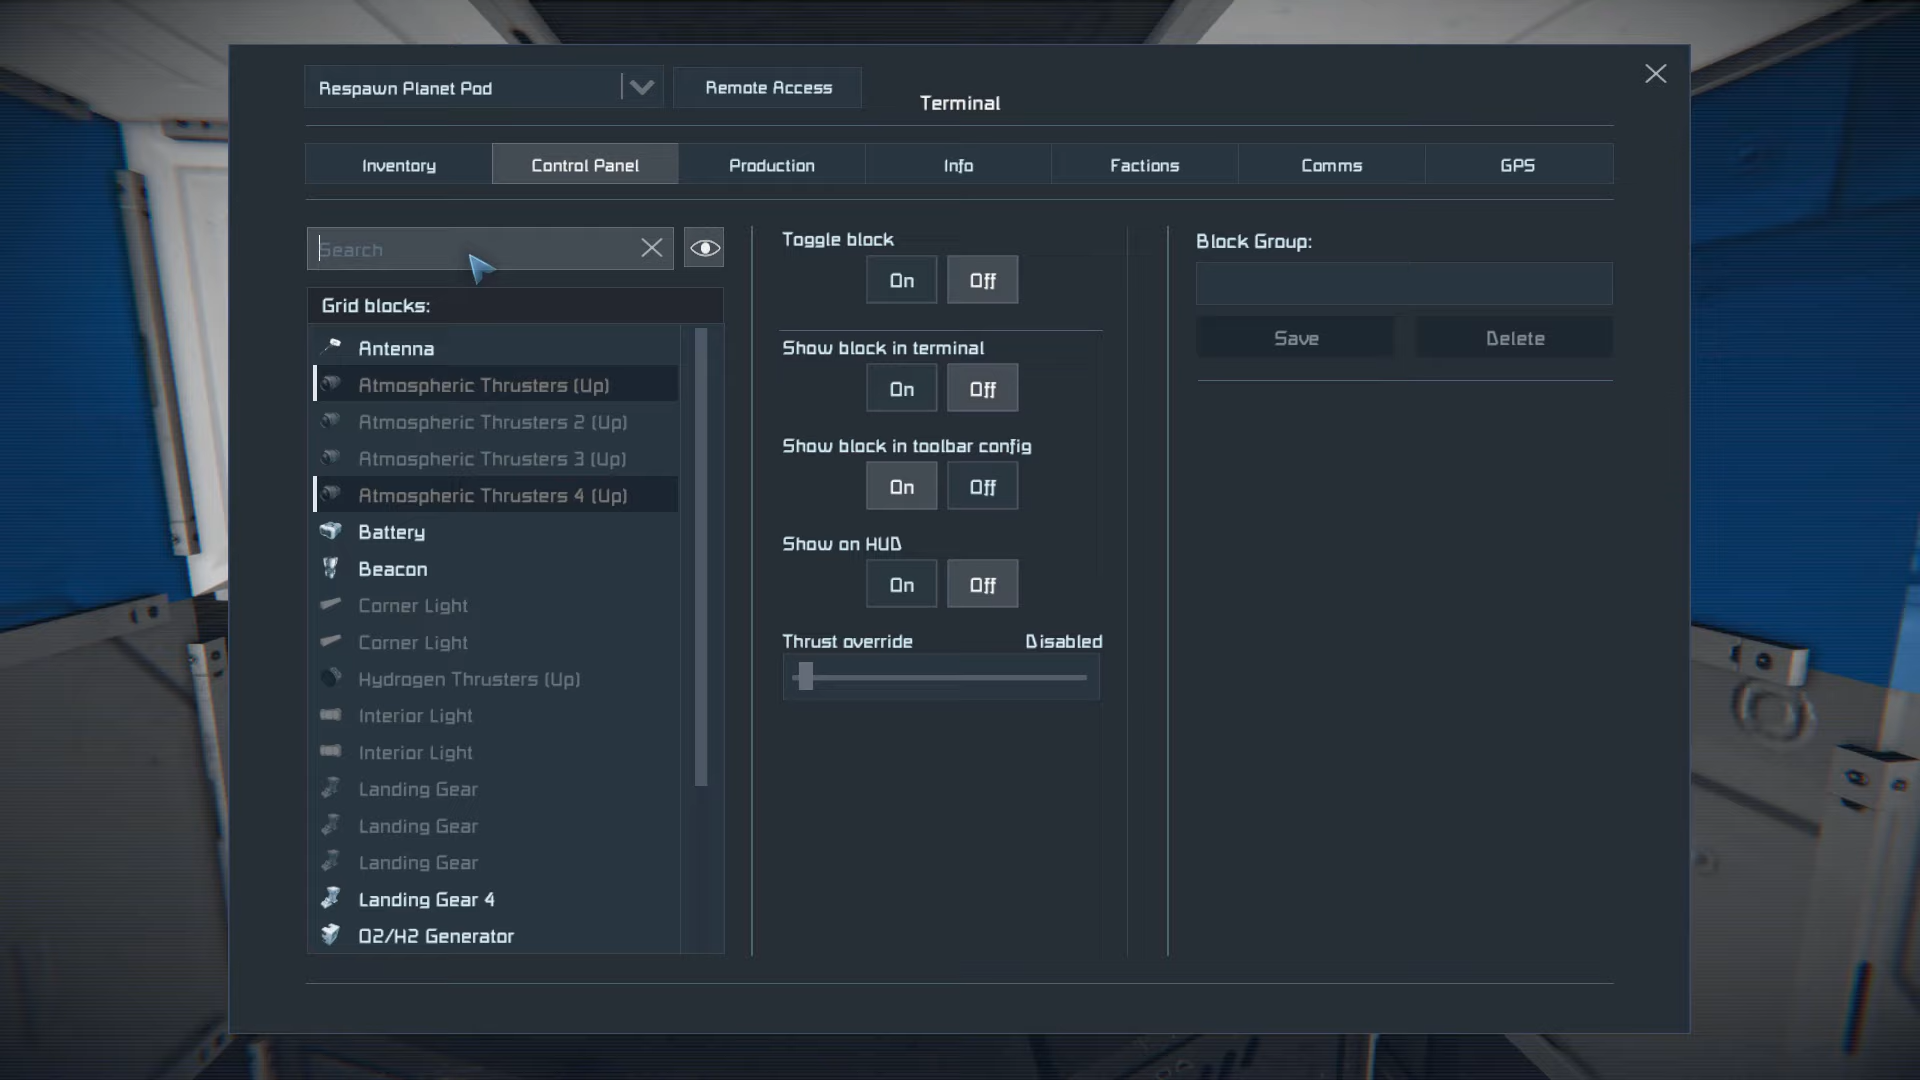 Respawn Planet Pod
Remote Access
Terminal
Inventory
Control Panel
Production
Info
Factions
Comms
GPS
Search
Grid blocks:
Antenna
Atmospheric Thrusters (Up)
Atmospheric Thrusters 2 (Up)
Atmospheric Thrusters 3 (Up)
Atmospheric Thrusters 4 (Up)
Battery
Beacon
Corner Light
Corner Light
Hydrogen Thrusters (Up)
Interior Light
Interior Light
Landing Gear
Landing Gear
Landing Gear
Landing Gear 4
O2/H2 Generator
Toggle block
On Off
Show block in terminal
On Off
Show block in toolbar config
On Off
Show on HUD
On Off
Thrust override Disabled
Block Group:
Save Delete